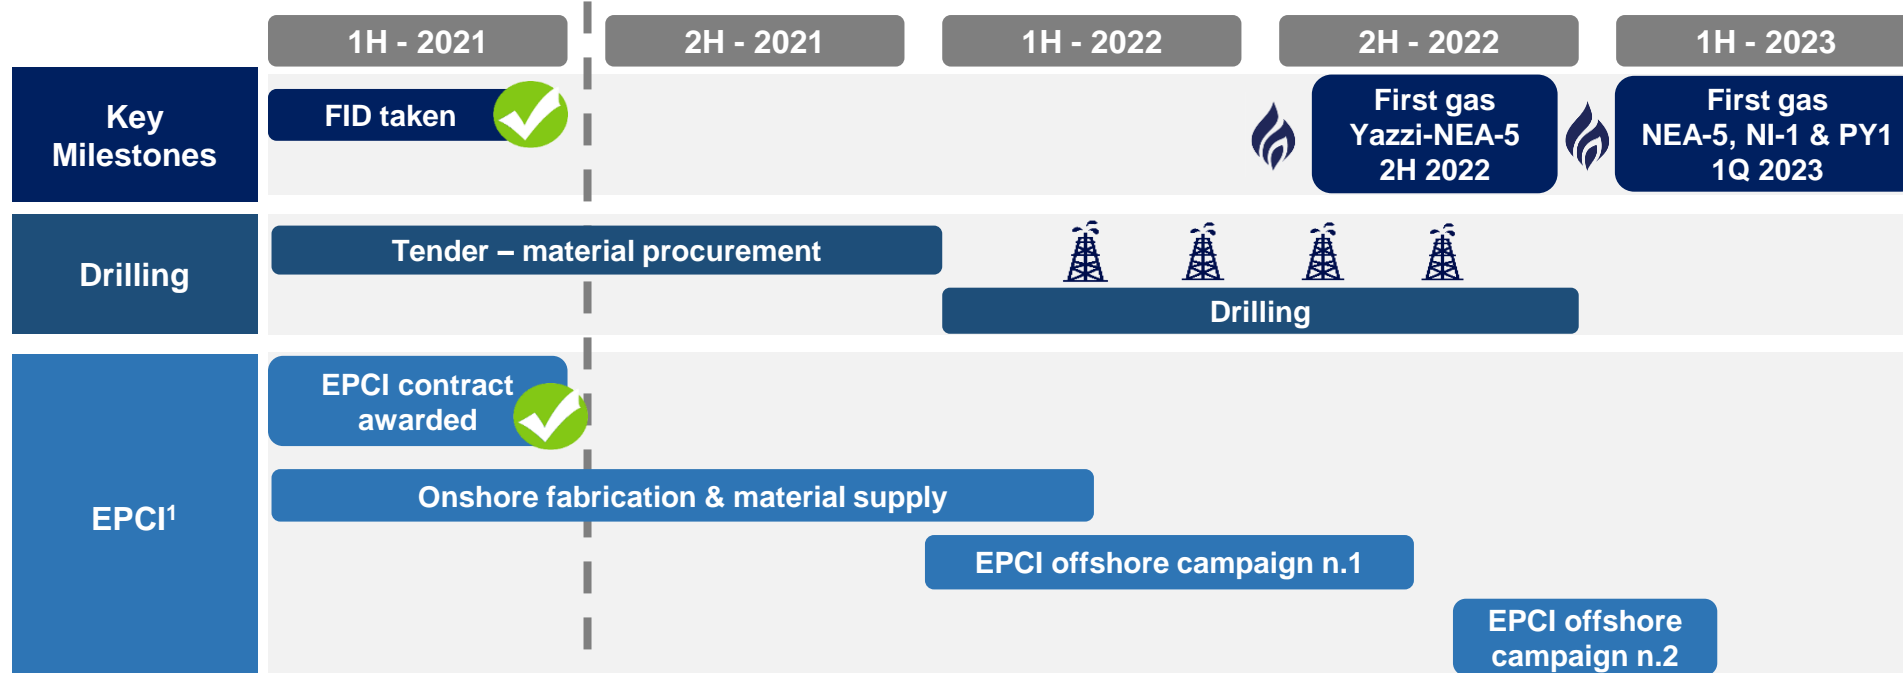 1H - 2021
2H - 2021
1H - 2022
2H - 2022
1H - 2023
Key
Milestones
FID taken
First gas
Yazzi-NEA-5
2H 2022
First gas
NEA-5, NI-1 & PY1
1Q 2023
Drilling
Tender – material procurement
Drilling
EPCI¹
EPCI contract
awarded
Onshore fabrication & material supply
EPCI offshore campaign n.1
EPCI offshore
campaign n.2